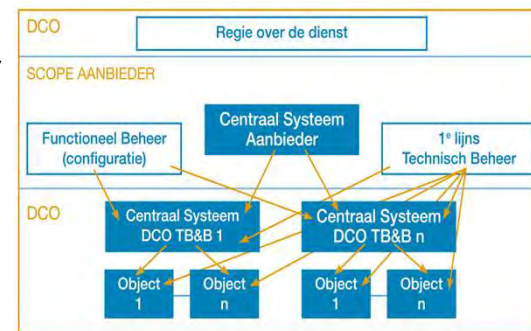 DCO
Regie over de dienst
SCOPE AANBIEDER
Centraal Systeem
Aanbieder
Functioneel Beheer
(configuratie)
1e lijns
Technisch Beheer
DCO
Centraal Systeem
DCO TB&B 1
Centraal Systeem
DCO TB&B n
Object
1
Object
n
Object
1
Object
n